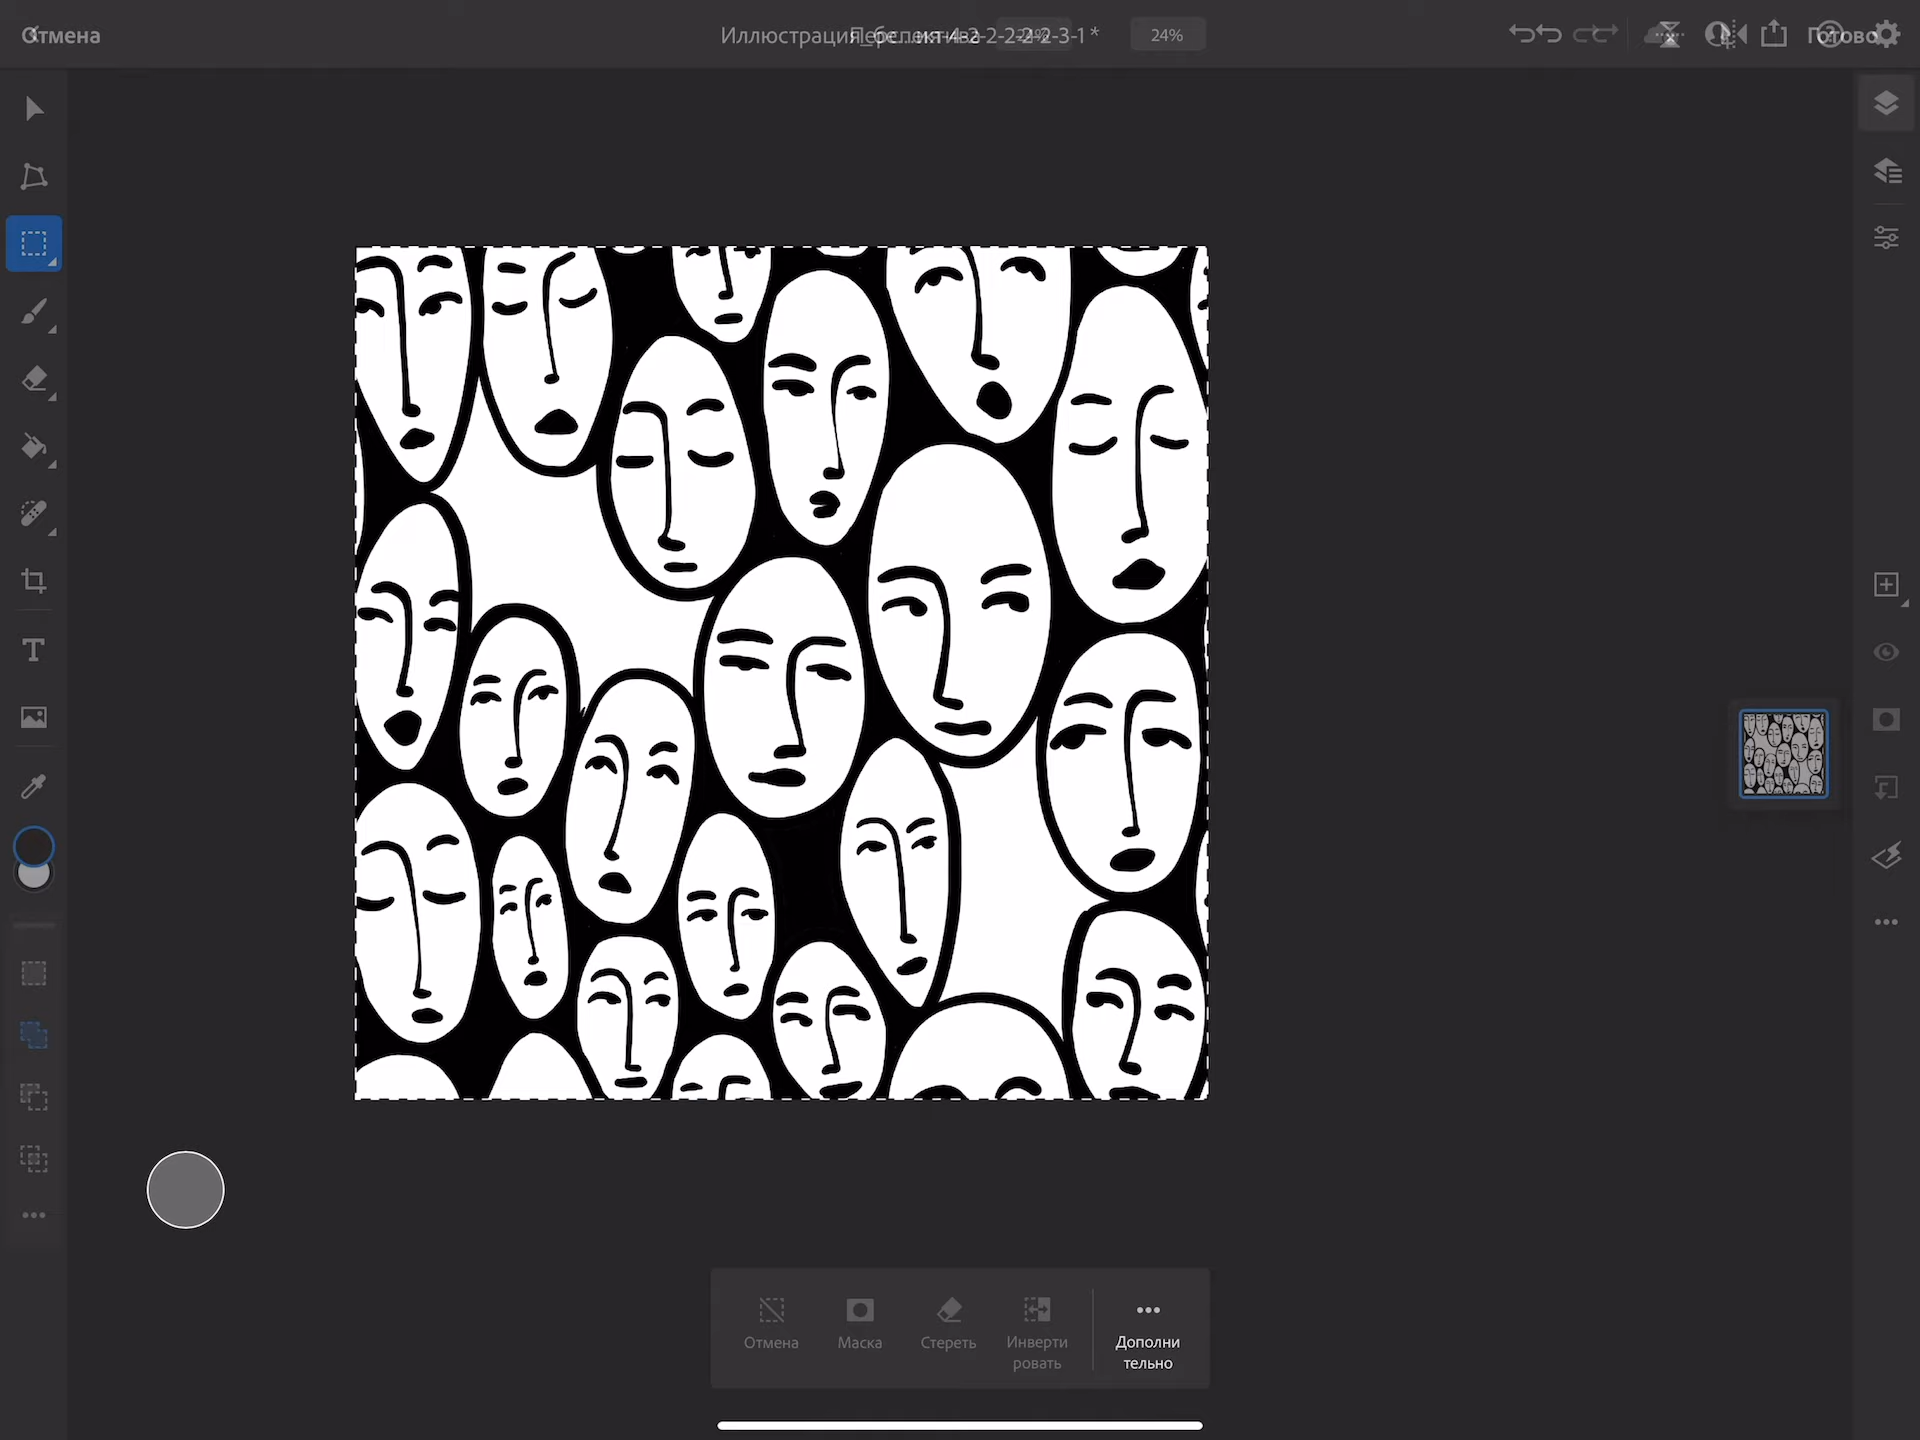 Отмена
24%
Готово
Отмена
Маска
Стереть
Инверти
ровать
Дополни
тельно